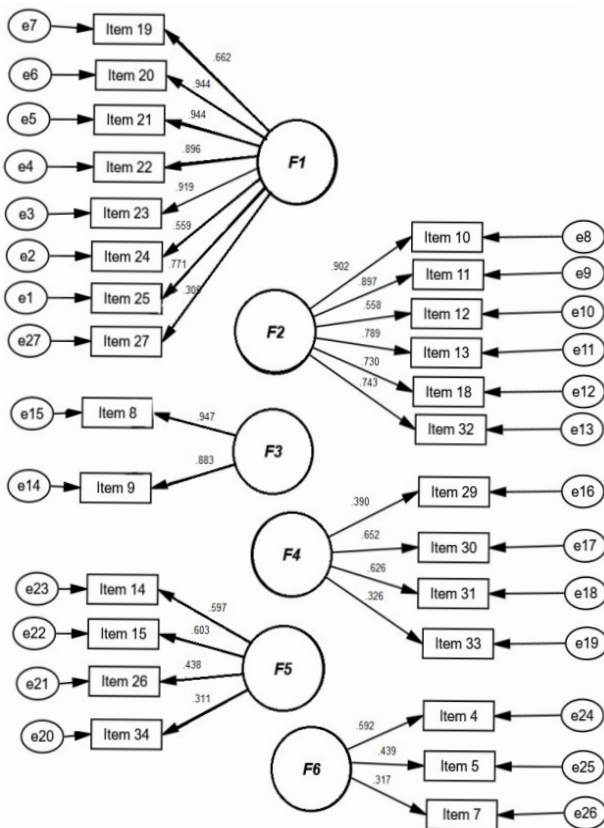 e7 Item 19 .662
e6 Item 20 .944
e5 Item 21 .944
e4 Item 22 .896
F1
e3 Item 23 .919
e2 Item 24 .559
e1 Item 25 .771
e27 Item 27 .305
F2
.902 Item 10 e8
.897 Item 11 e9
.558 Item 12 e10
.789 Item 13 e11
.730 Item 18 e12
.743 Item 32 e13
e15 Item 8 .947
F3
e14 Item 9 .883
F4
.390 Item 29 e16
.652 Item 30 e17
.626 Item 31 e18
.326 Item 33 e19
e23 Item 14 .597
e22 Item 15 .603
F5
e21 Item 26 .438
e20 Item 34 .311
F6
.592 Item 4 e24
.439 Item 5 e25
.317 Item 7 e26